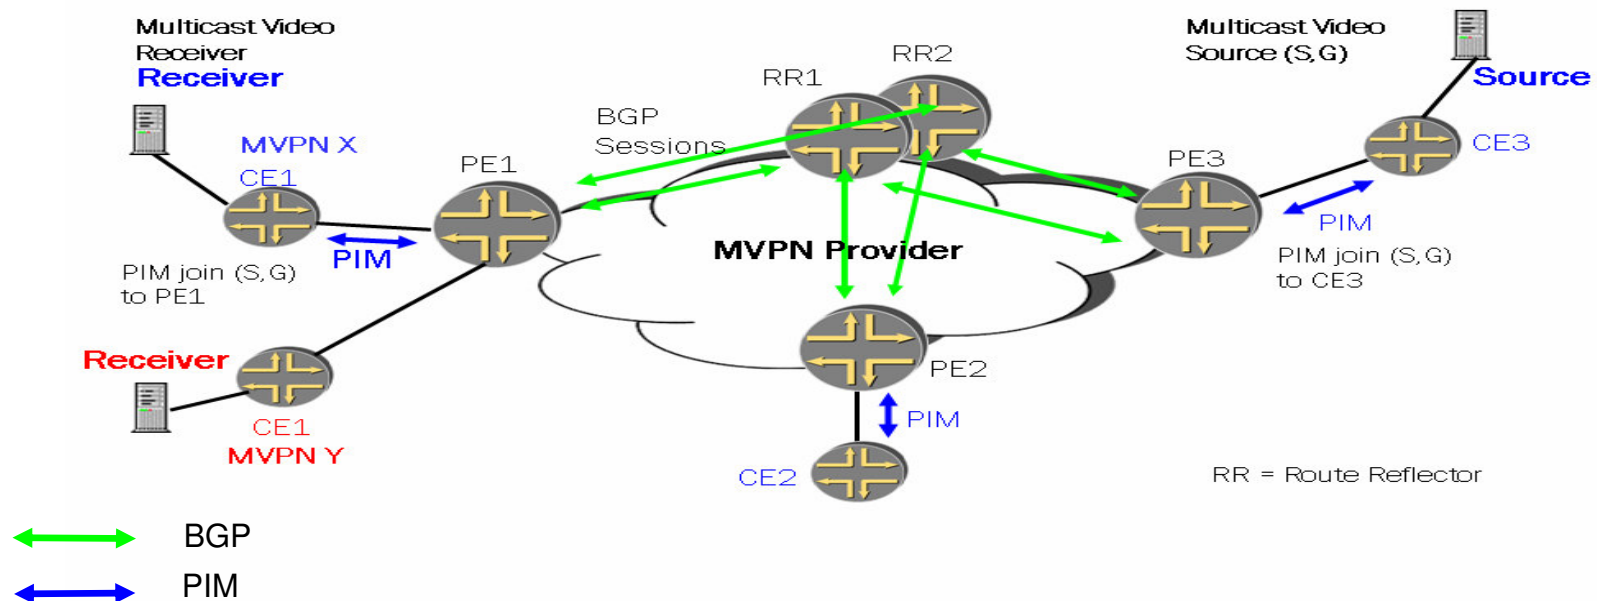 Multicast Video
Receiver
Receiver
MVPN X
CE1
PE1
BGP
Sessions
RR1
RR2
Multicast Video
Source (S,G)
Source
CE3
PE3
PIM
PIM join (S,G)
to PE1
PIM
PIM join (S,G)
to CE3
MVPN Provider
Receiver
CE1
MVPN Y
PE2
PIM
CE2
RR = Route Reflector
BGP
PIM